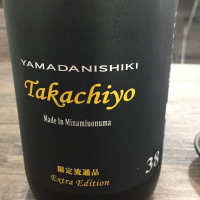 YAMADANISHIKI
Takachiyo
Made In Minamiuonuma
限定流通品
Extra Edition
38